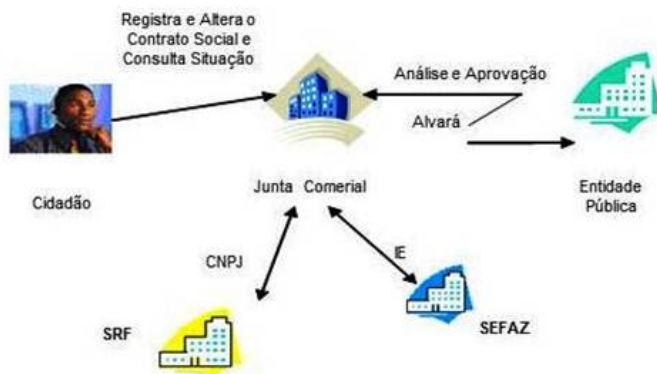 Registra e Altera o
Contrato Social e
Consulta Situação
Análise e Aprovação
Alvará
Cidadão
Junta Comerial
Entidade
Pública
CNPJ
IE
SRF
SEFAZ